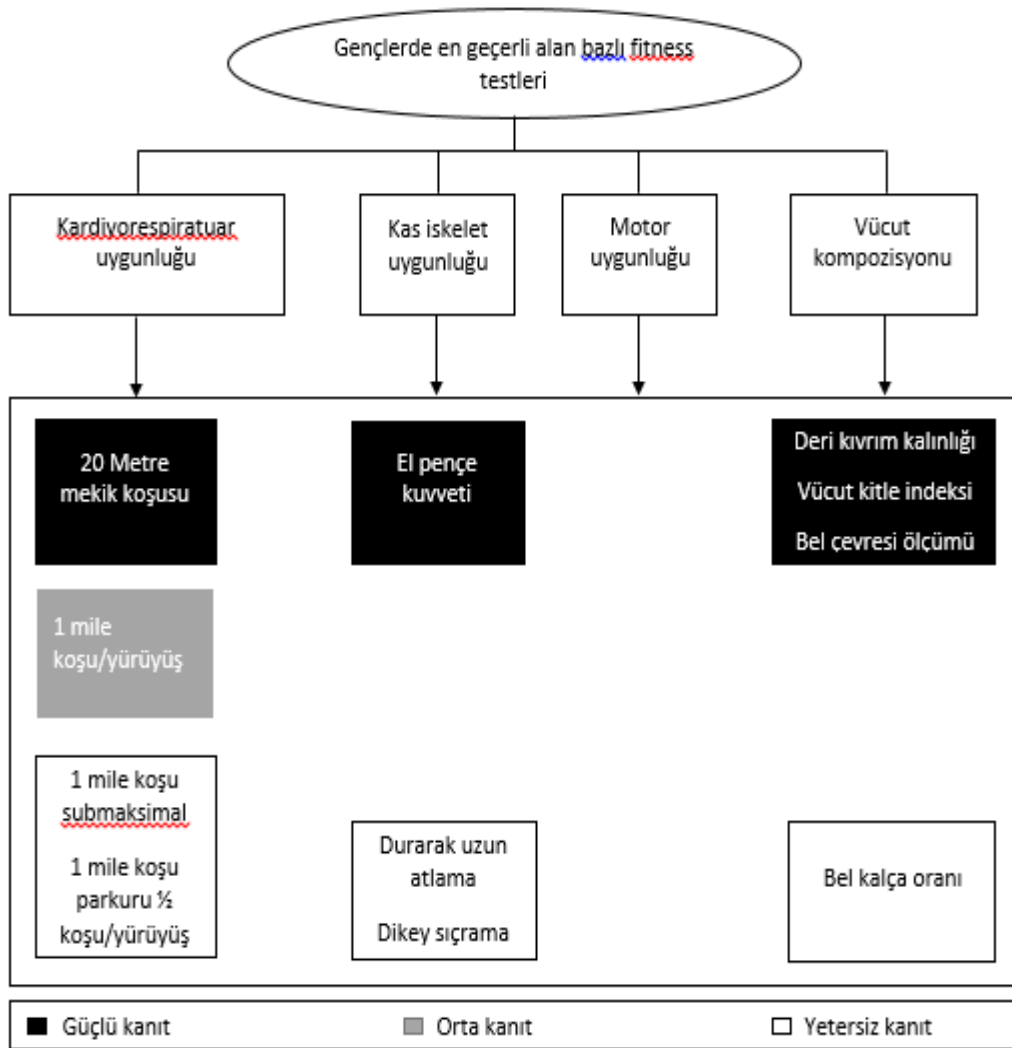 Gençlerde en geçerli alan bazlı fitness
testleri
Kardivorespiratuar
uygunluğu
Kas iskelet
uygunluğu
Motor
uygunluğu
Vücut
kompozisyonu
20 Metre
mekik koşusu
El pençe
kuvveti
Deri kıvrım kalınlığı
Vücut kitle indeksi
Bel çevresi ölçümü
1 mile
koşu/yürüyüş
1 mile koşu
submaksimal
1 mile koşu
parkuru ½
koşu/yürüyüş
Durarak uzun
atlama
Dikey sıçrama
Bel kalça oranı
Güçlü kanıt
Orta kanıt
Yetersiz kanıt